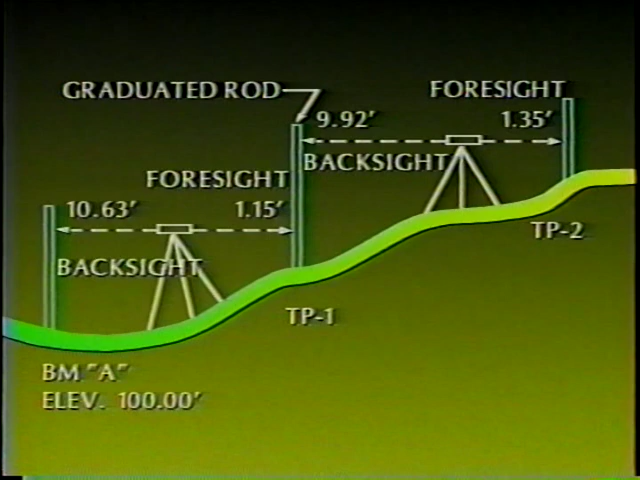 GRADUATED ROD
FORESIGHT
9.92'
1.35'
BACKSIGHT
FORESIGHT
10.63'
1.15'
BACKSIGHT
TP-2
TP-1
BM "A"
ELEV. 100.00'